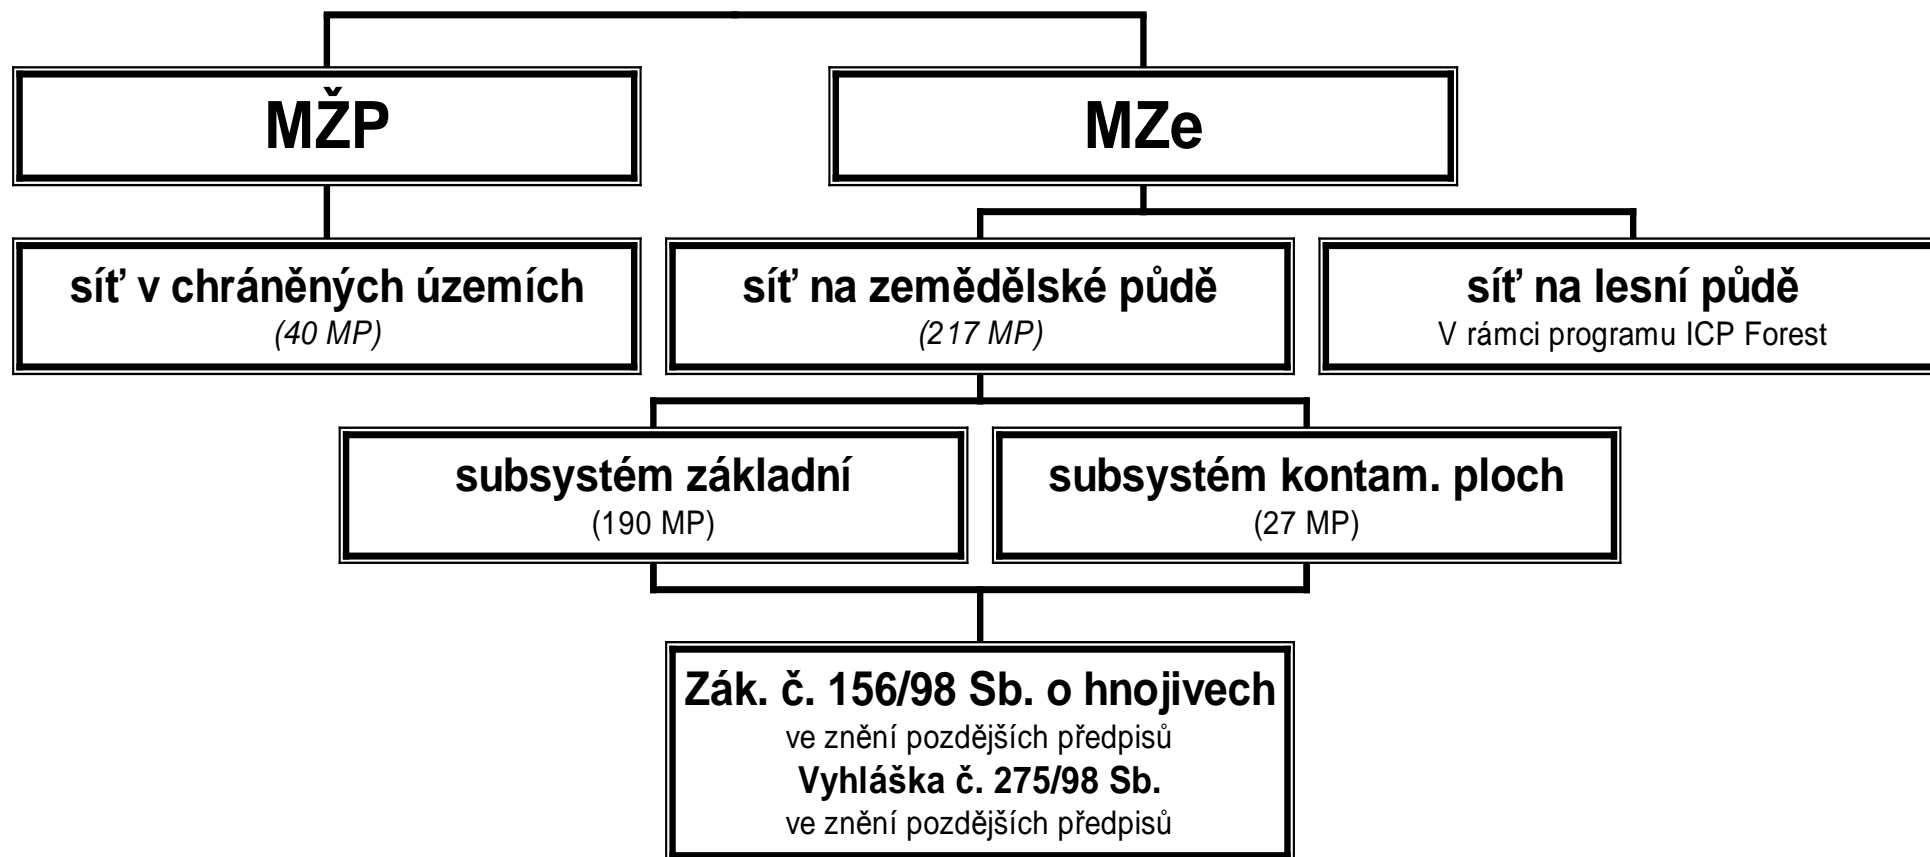 MŽP
MZe
síť v chráněných územích
(40 MP)
síť na zemědělské půdě
(217 MP)
síť na lesní půdě
V rámci programu ICP Forest
subsystém základní
(190 MP)
subsystém kontam. ploch
(27 MP)
Zák. č. 156/98 Sb. o hnojivech
ve znění pozdějších předpisů
Vyhláška č. 275/98 Sb.
ve znění pozdějších předpisů